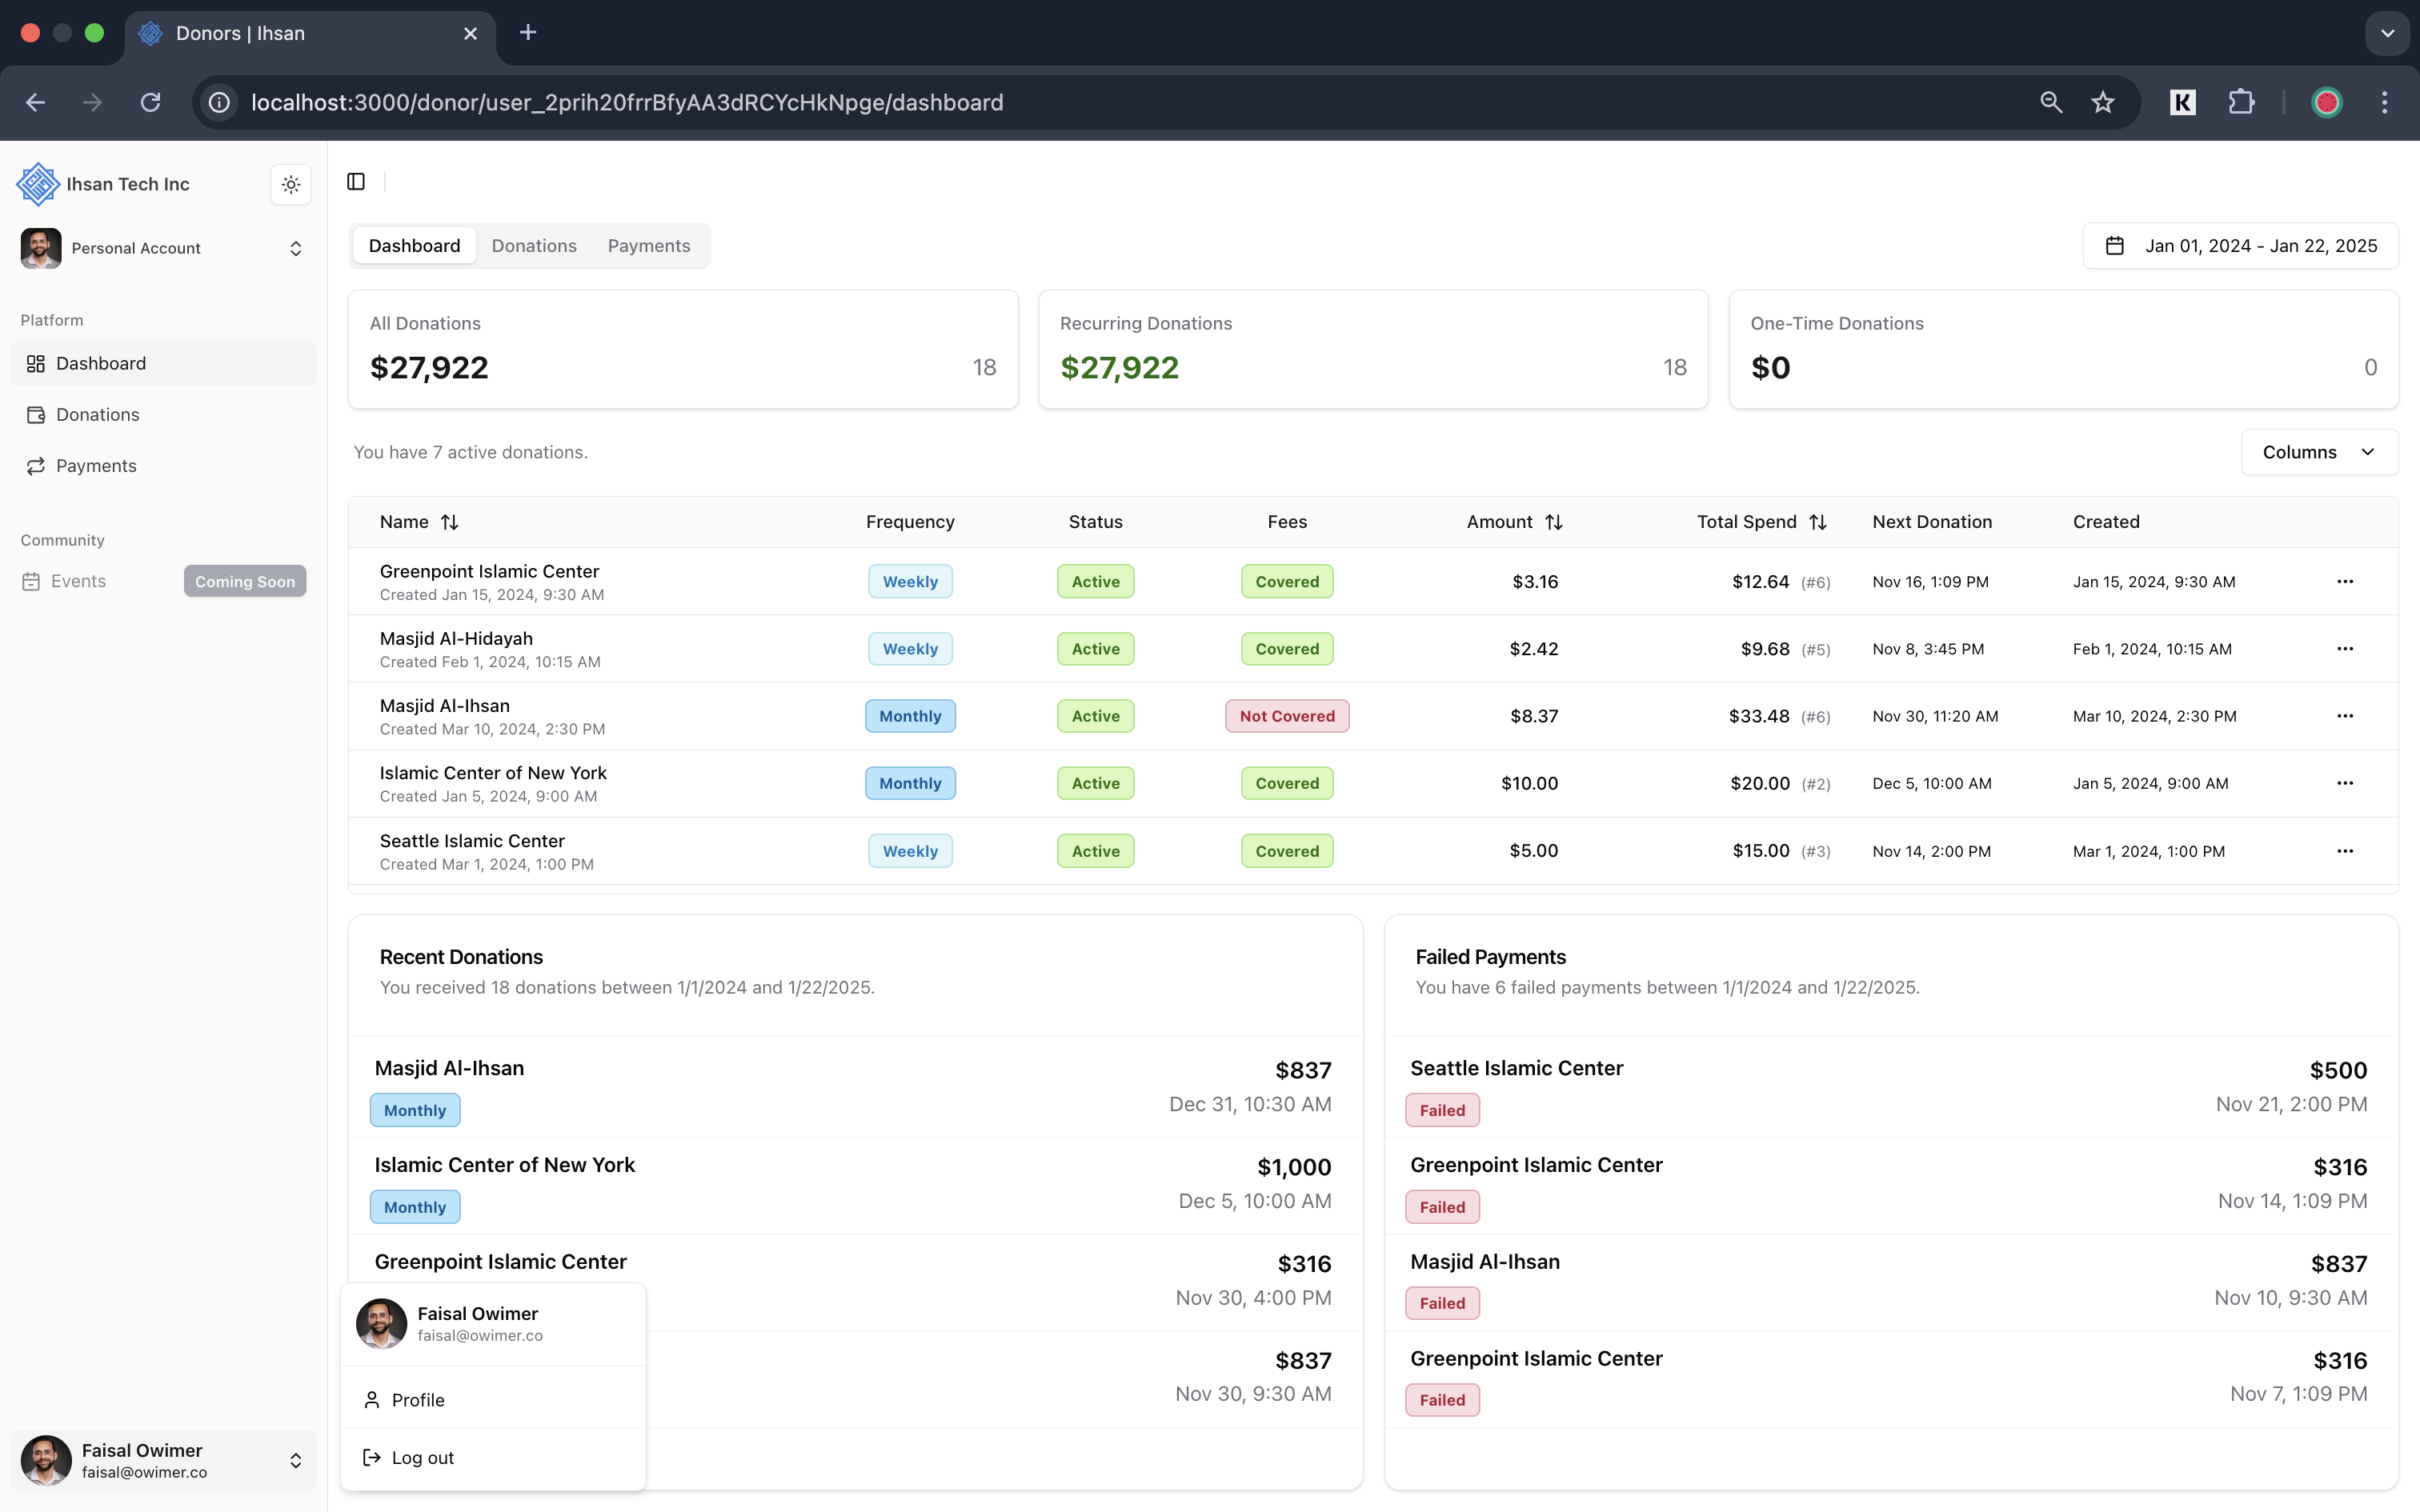 Donors | Ihsan
localhost:3000/donor/user_2prih20frrBfyAA3dRCYcHkNpge/dashboard
K
Ihsan Tech Inc
Personal Account
Platform
Dashboard
Donations
Payments
Community
Events Coming Soon
Dashboard Donations Payments
Jan 01, 2024 - Jan 22, 2025
All Donations
$27,922 18
Recurring Donations
$27,922 18
One-Time Donations
$0 0
You have 7 active donations.
Columns
Name Frequency Status Fees Amount Total Spend Next Donation Created
Greenpoint Islamic Center
Created Jan 15, 2024, 9:30 AM
Weekly Active Covered $3.16 $12.64 (#6) Nov 16, 1:09 PM Jan 15, 2024, 9:30 AM
Masjid Al-Hidayah
Created Feb 1, 2024, 10:15 AM
Weekly Active Covered $2.42 $9.68 (#5) Nov 8, 3:45 PM Feb 1, 2024, 10:15 AM
Masjid Al-Ihsan
Created Mar 10, 2024, 2:30 PM
Monthly Active Not Covered $8.37 $33.48 (#6) Nov 30, 11:20 AM Mar 10, 2024, 2:30 PM
Islamic Center of New York
Created Jan 5, 2024, 9:00 AM
Monthly Active Covered $10.00 $20.00 (#2) Dec 5, 10:00 AM Jan 5, 2024, 9:00 AM
Seattle Islamic Center
Created Mar 1, 2024, 1:00 PM
Weekly Active Covered $5.00 $15.00 (#3) Nov 14, 2:00 PM Mar 1, 2024, 1:00 PM
Recent Donations
You received 18 donations between 1/1/2024 and 1/22/2025.
Masjid Al-Ihsan $837
Monthly Dec 31, 10:30 AM
Islamic Center of New York $1,000
Monthly Dec 5, 10:00 AM
Greenpoint Islamic Center $316
Nov 30, 4:00 PM
$837
Nov 30, 9:30 AM
Failed Payments
You have 6 failed payments between 1/1/2024 and 1/22/2025.
Seattle Islamic Center $500
Failed Nov 21, 2:00 PM
Greenpoint Islamic Center $316
Failed Nov 14, 1:09 PM
Masjid Al-Ihsan $837
Failed Nov 10, 9:30 AM
Greenpoint Islamic Center $316
Failed Nov 7, 1:09 PM
Faisal Owimer
faisal@owimer.co
Profile
Log out
Faisal Owimer
faisal@owimer.co